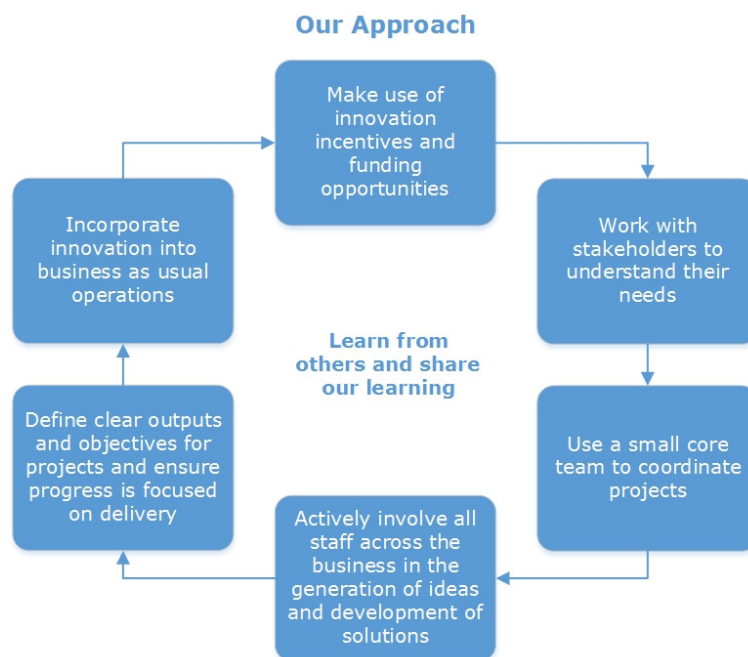 Our Approach
Make use of
innovation
incentives and
funding
opportunities
Work with
stakeholders to
understand their
needs
Use a small core
team to coordinate
projects
Actively involve all
staff across the
business in the
generation of ideas
and development of
solutions
Define clear outputs
and objectives for
projects and ensure
progress is focused
on delivery
Incorporate
innovation into
business as usual
operations
Learn from
others and share
our learning